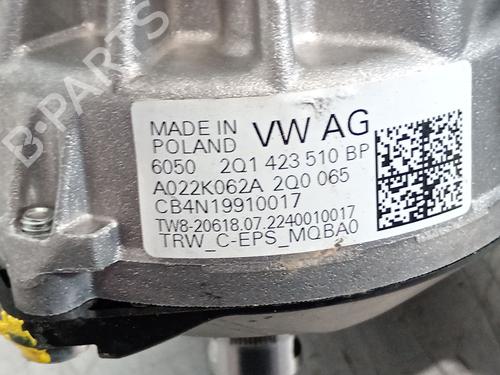 B-PARTS
MADE IN
POLAND
VW AG
6050 2Q1 423 510 BP
A022K062A 2Q0 065
CB4N19910017
TW8-20618.07.2240010017
TRW_C-EPS_MQBA0